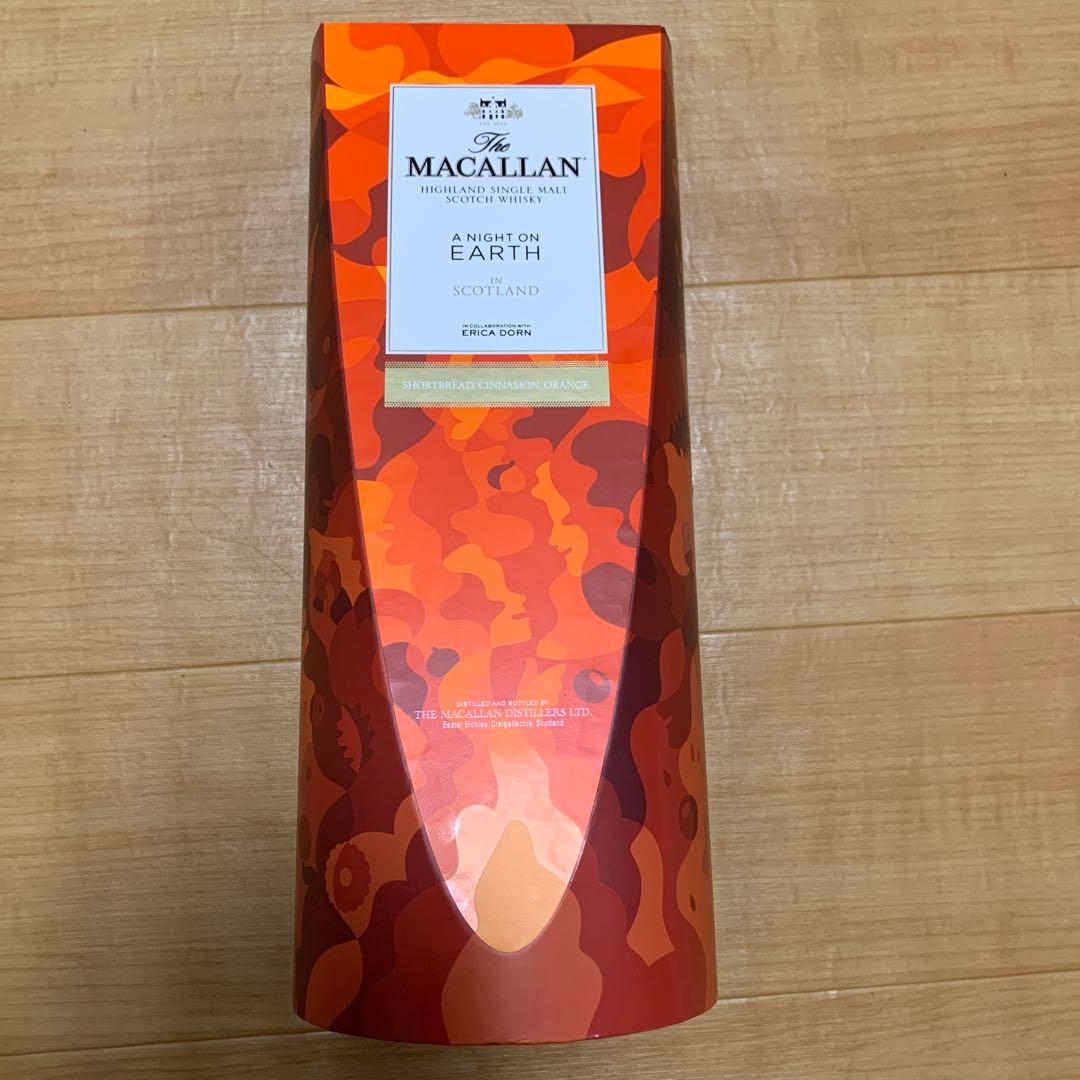 EST. 1824
The
MACALLAN
HIGHLAND SINGLE MALT
SCOTCH WHISKY
A NIGHT ON
EARTH
IN
SCOTLAND
IN COLLABORATION WITH
ERICA DORN
SHORTBREAD. CINNAMON. ORANGE.
DISTILLED AND BOTTLED BY
THE MACALLAN DISTILLERS LTD.
Easter Elchies, Craigellachie, Scotland